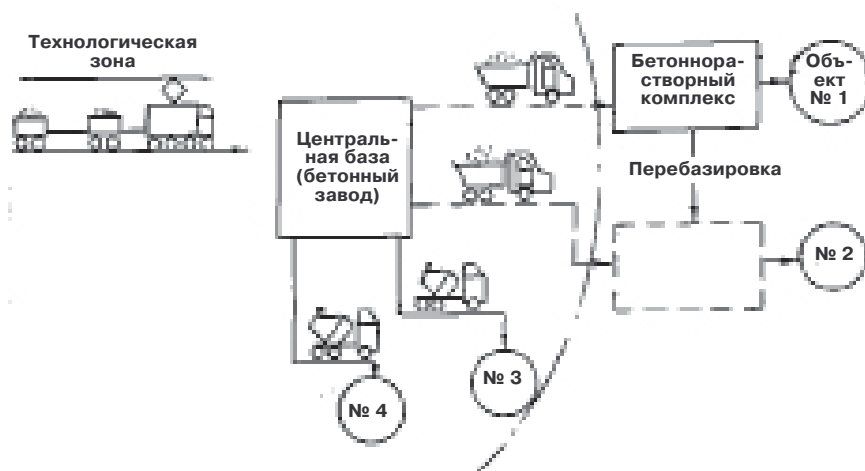 Технологическая
зона
Централь-
ная база
(бетонный
завод)
Бетоннора-
створный
комплекс
Объ-
ект
№ 1
Перебазировка
№ 2
№ 3
№ 4